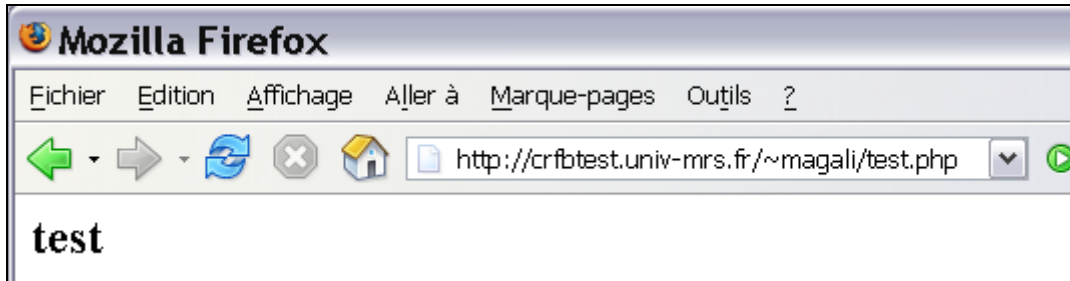 Mozilla Firefox
Fichier Edition Affichage Aller à Marque-pages Outils ?
http://crfbtest.univ-mrs.fr/~magali/test.php
test